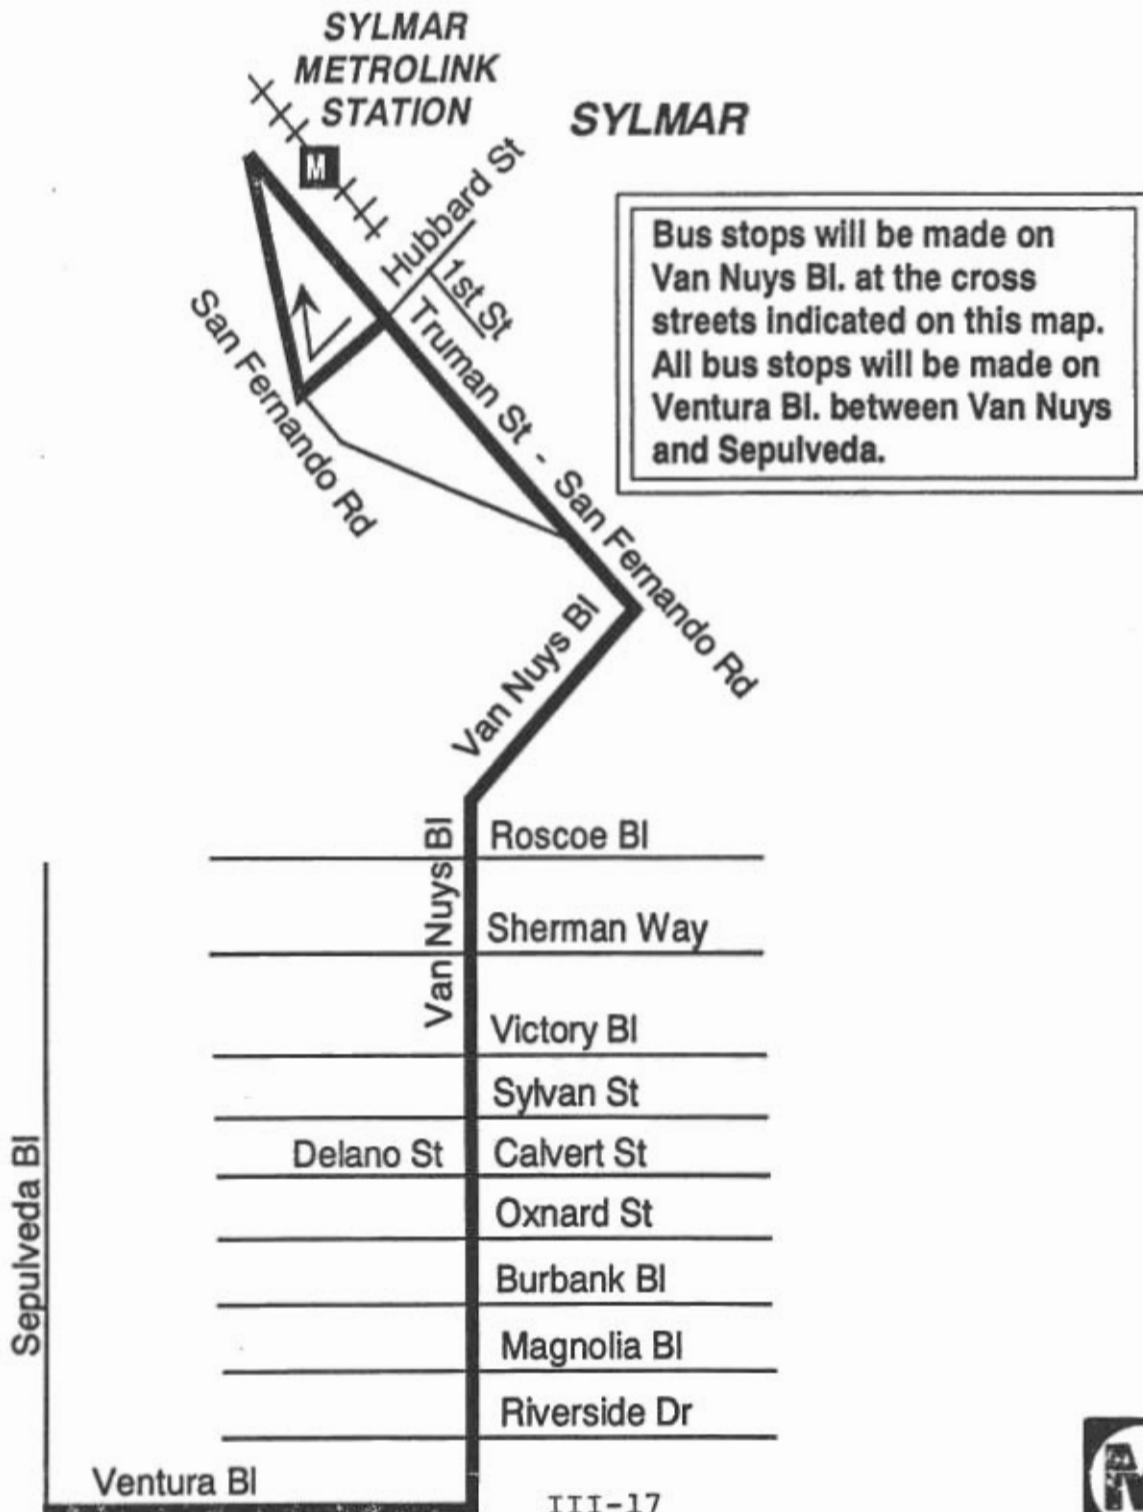 SYLMAR
METROLINK
STATION
SYLMAR
M
Hubbard St
1st St
San Fernando Rd
Truman St - San Fernando Rd
Bus stops will be made on
Van Nuys Bl. at the cross
streets indicated on this map.
All bus stops will be made on
Ventura Bl. between Van Nuys
and Sepulveda.
Van Nuys Bl
Van Nuys Bl
Roscoe Bl
Sherman Way
Victory Bl
Sylvan St
Delano St
Calvert St
Oxnard St
Burbank Bl
Magnolia Bl
Riverside Dr
Sepulveda Bl
Ventura Bl
III-17